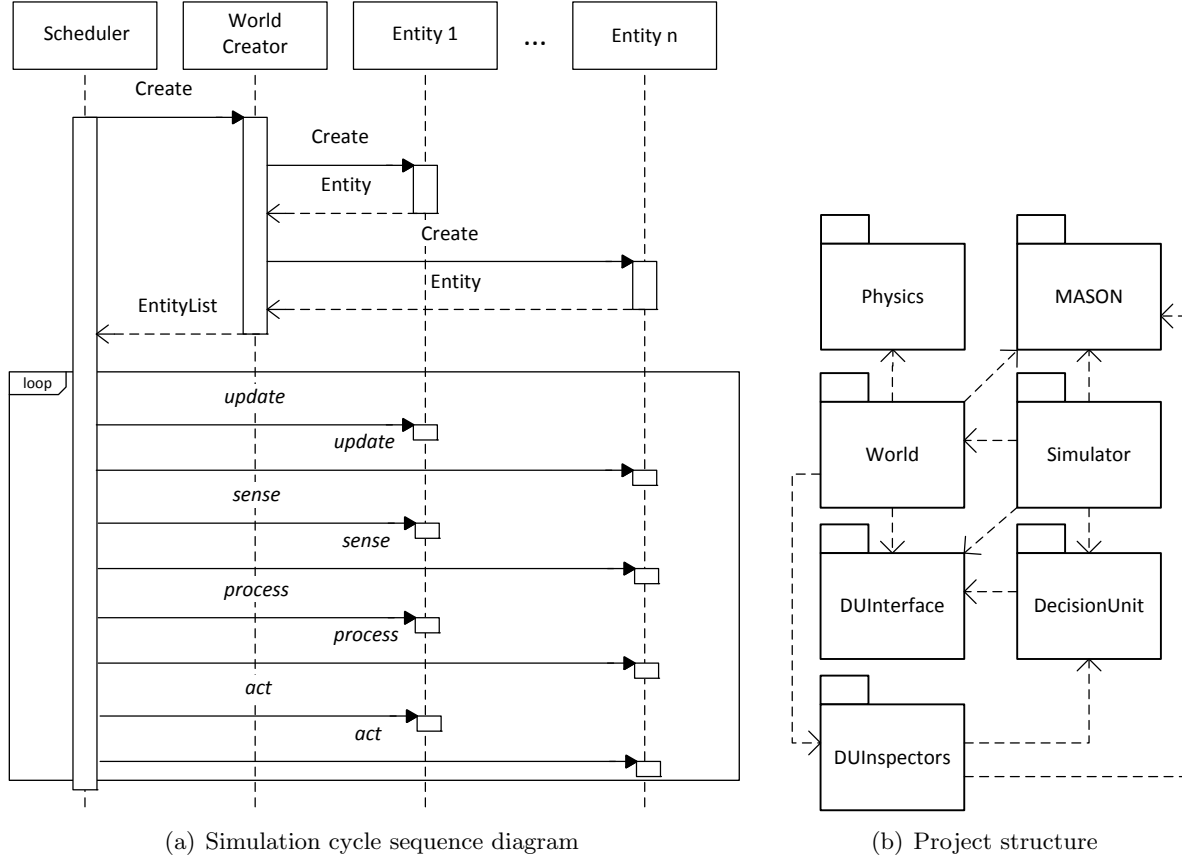 Scheduler
World
Creator
Entity 1
...
Entity n
Create
Create
Entity
Create
Entity
EntityList
loop
update
update
sense
sense
process
process
act
act
(a) Simulation cycle sequence diagram
Physics
MASON
World
Simulator
DUInterface
DecisionUnit
DUInspectors
(b) Project structure